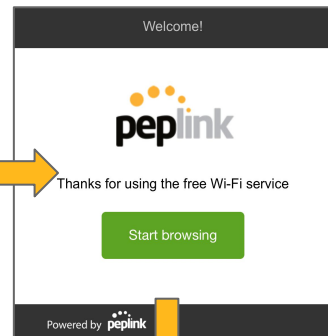 Welcome!
peplink
Thanks for using the free Wi-Fi service
Start browsing
Powered by peplink